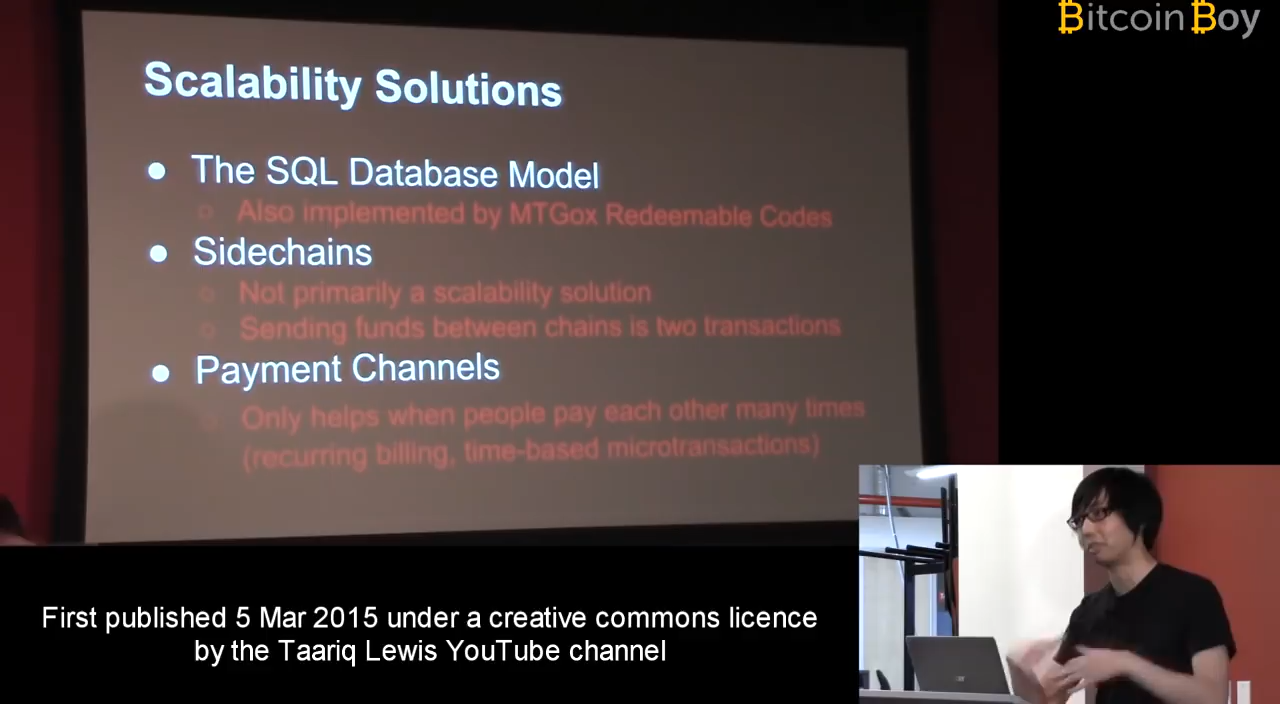 Bitcoin Boy
Scalability Solutions
● The SQL Database Model
○ Also implemented by MTGox Redeemable Codes
● Sidechains
○ Not primarily a scalability solution
○ Sending funds between chains is two transactions
● Payment Channels
○ Only helps when people pay each other many times
(recurring billing, time-based microtransactions)
First published 5 Mar 2015 under a creative commons licence
by the Taariq Lewis YouTube channel